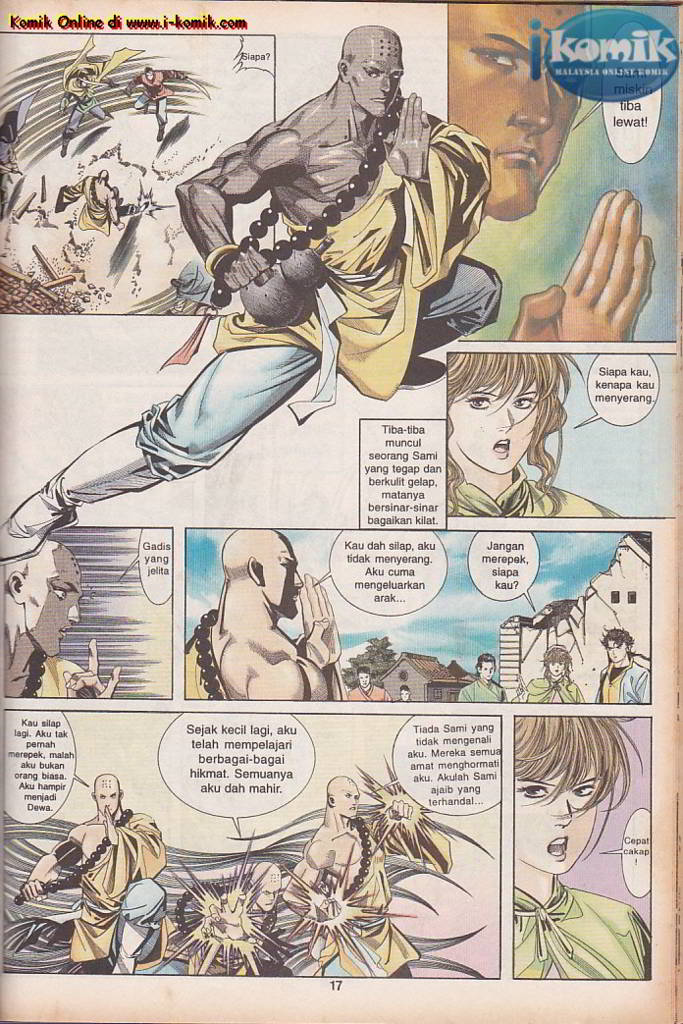 Komik Online di www.i-komik.com
ikomik
MALAYSIA ONLINE KOMIK
Siapa?
miskin
tiba
lewat!
Siapa kau,
kenapa kau
menyerang.
Tiba-tiba
muncul
seorang Sami
yang tegap dan
berkulit gelap,
matanya
bersinar-sinar
bagaikan kilat.
Gadis
yang
jelita
Kau dah silap, aku
tidak menyerang.
Aku cuma
mengeluarkan
arak...
Jangan
merepek,
siapa
kau?
Kau silap
lagi. Aku tak
pernah
merepek, malah
aku bukan
orang biasa.
Aku hampir
menjadi
Dewa.
Sejak kecil lagi, aku
telah mempelajari
berbagai-bagai
hikmat. Semuanya
aku dah mahir.
Tiada Sami yang
tidak mengenali
aku. Mereka semua
amat menghormati
aku. Akulah Sami
ajaib yang
terhandal...
Cepat
cakap
!
17